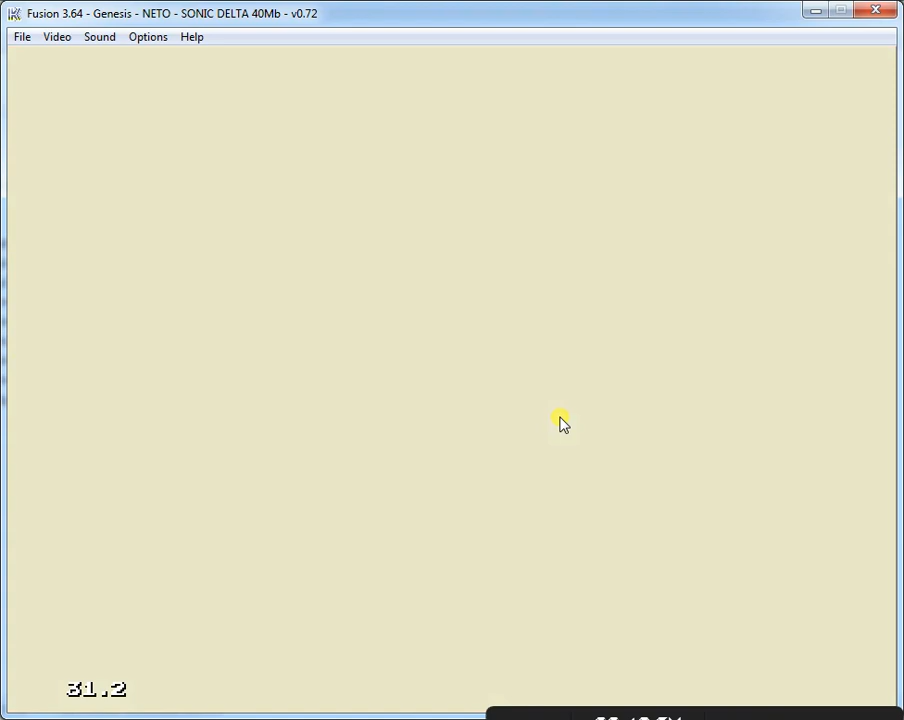 Fusion 3.64 - Genesis - NETO - SONIC DELTA 40Mb - v0.72
File Video Sound Options Help
31.2